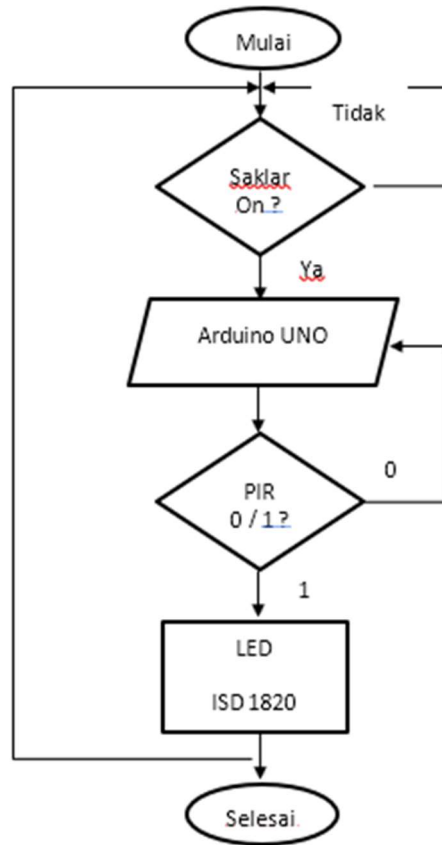 Mulai
Tidak
Saklar
On ?
Ya
Arduino UNO
PIR
0 / 1 ?
0
1
LED
ISD 1820
Selesai.